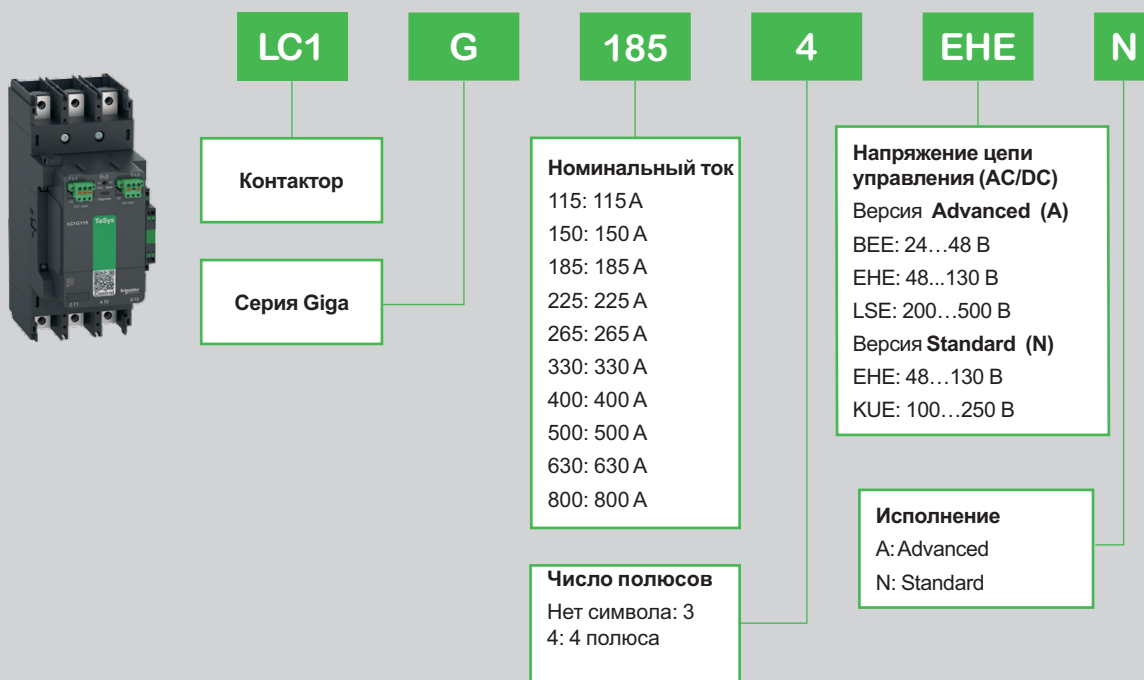 LC1 G 185 4 EHE N
Контактор
Серия Giga
Номинальный ток
115: 115 A
150: 150 A
185: 185 A
225: 225 A
265: 265 A
330: 330 A
400: 400 A
500: 500 A
630: 630 A
800: 800 A
Число полюсов
Нет символа: 3
4: 4 полюса
Напряжение цепи
управления (AC/DC)
Версия Advanced (A)
BEE: 24…48 В
EHE: 48...130 В
LSE: 200…500 В
Версия Standard (N)
EHE: 48…130 В
KUE: 100…250 В
Исполнение
A: Advanced
N: Standard
LC1G115
TeSys
Schneider